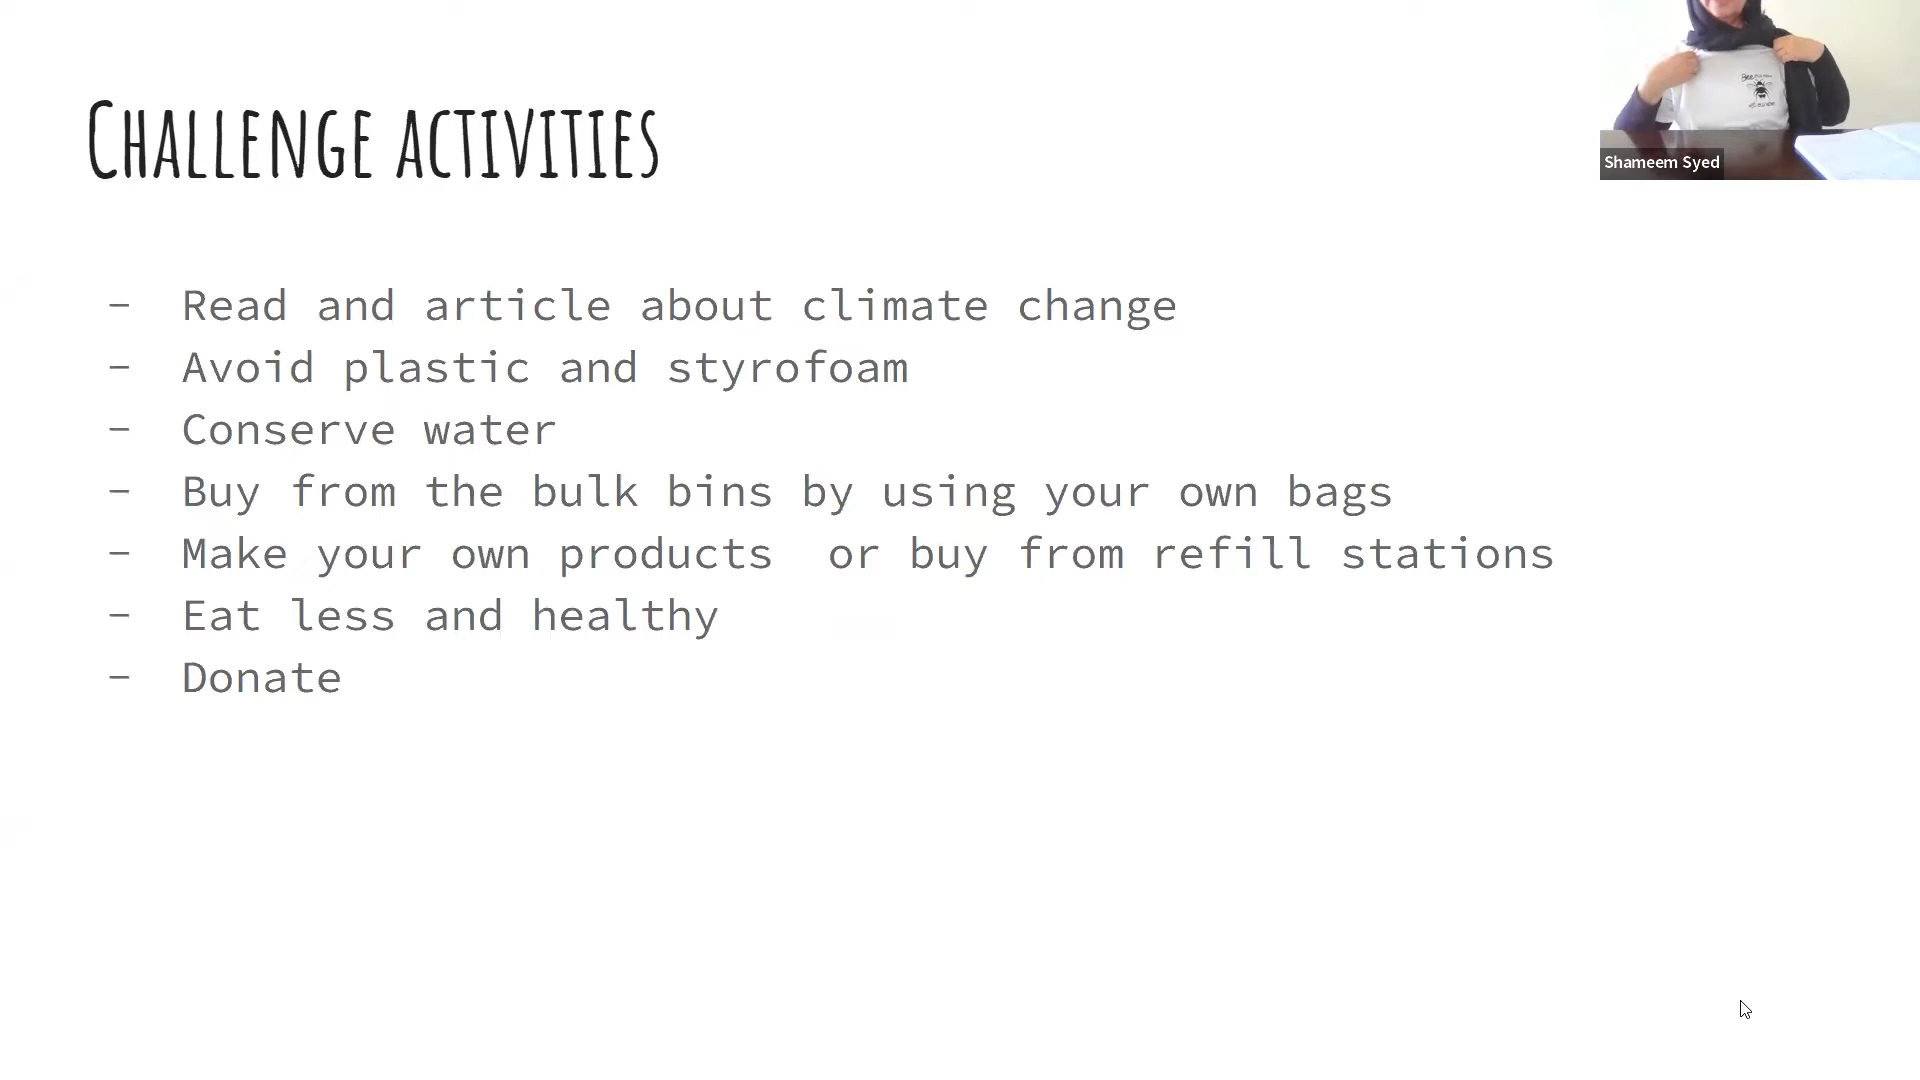 Challenge activities
Shameem Syed
- Read and article about climate change
- Avoid plastic and styrofoam
- Conserve water
- Buy from the bulk bins by using your own bags
- Make your own products  or buy from refill stations
- Eat less and healthy
- Donate
Bee